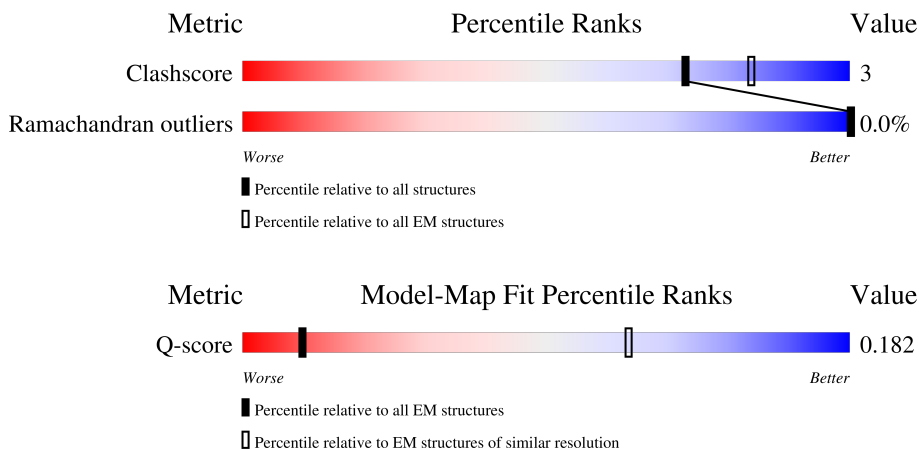 Metric Percentile Ranks Value
Clashscore 3
Ramachandran outliers 0.0%
Worse Better
Percentile relative to all structures
Percentile relative to all EM structures
Metric Model-Map Fit Percentile Ranks Value
Q-score 0.182
Worse Better
Percentile relative to all EM structures
Percentile relative to EM structures of similar resolution